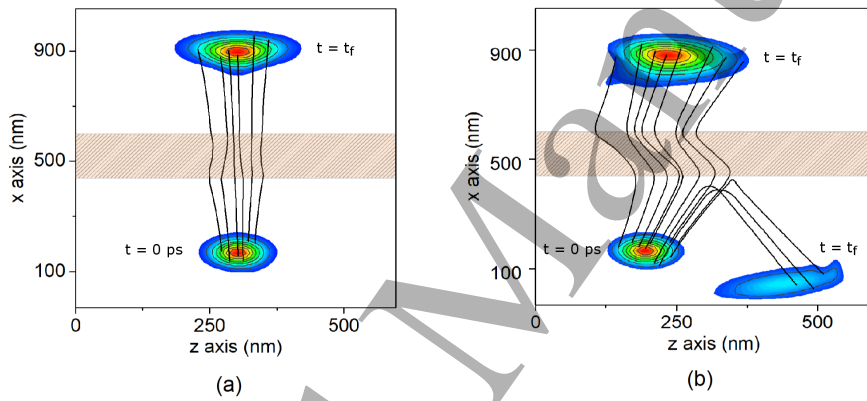 900
500
100
x axis (nm)
t = t_f
t = 0 ps
0
250
500
z axis (nm)
(a)
900
500
100
x axis (nm)
t = t_f
t = 0 ps
t = t_f
0
250
500
z axis (nm)
(b)